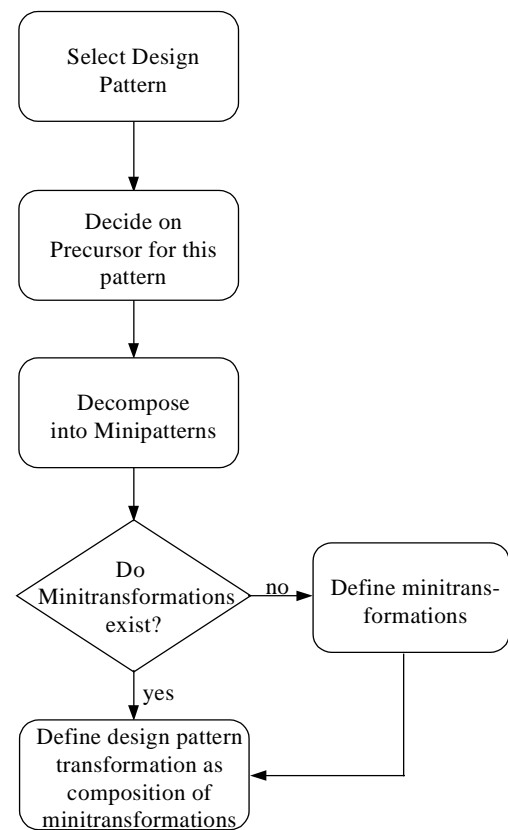 Select Design
Pattern
Decide on
Precursor for this
pattern
Decompose
into Minipatterns
Do
Minitransformations
exist?
no
Define minitrans-
formations
yes
Define design pattern
transformation as
composition of
minitransformations